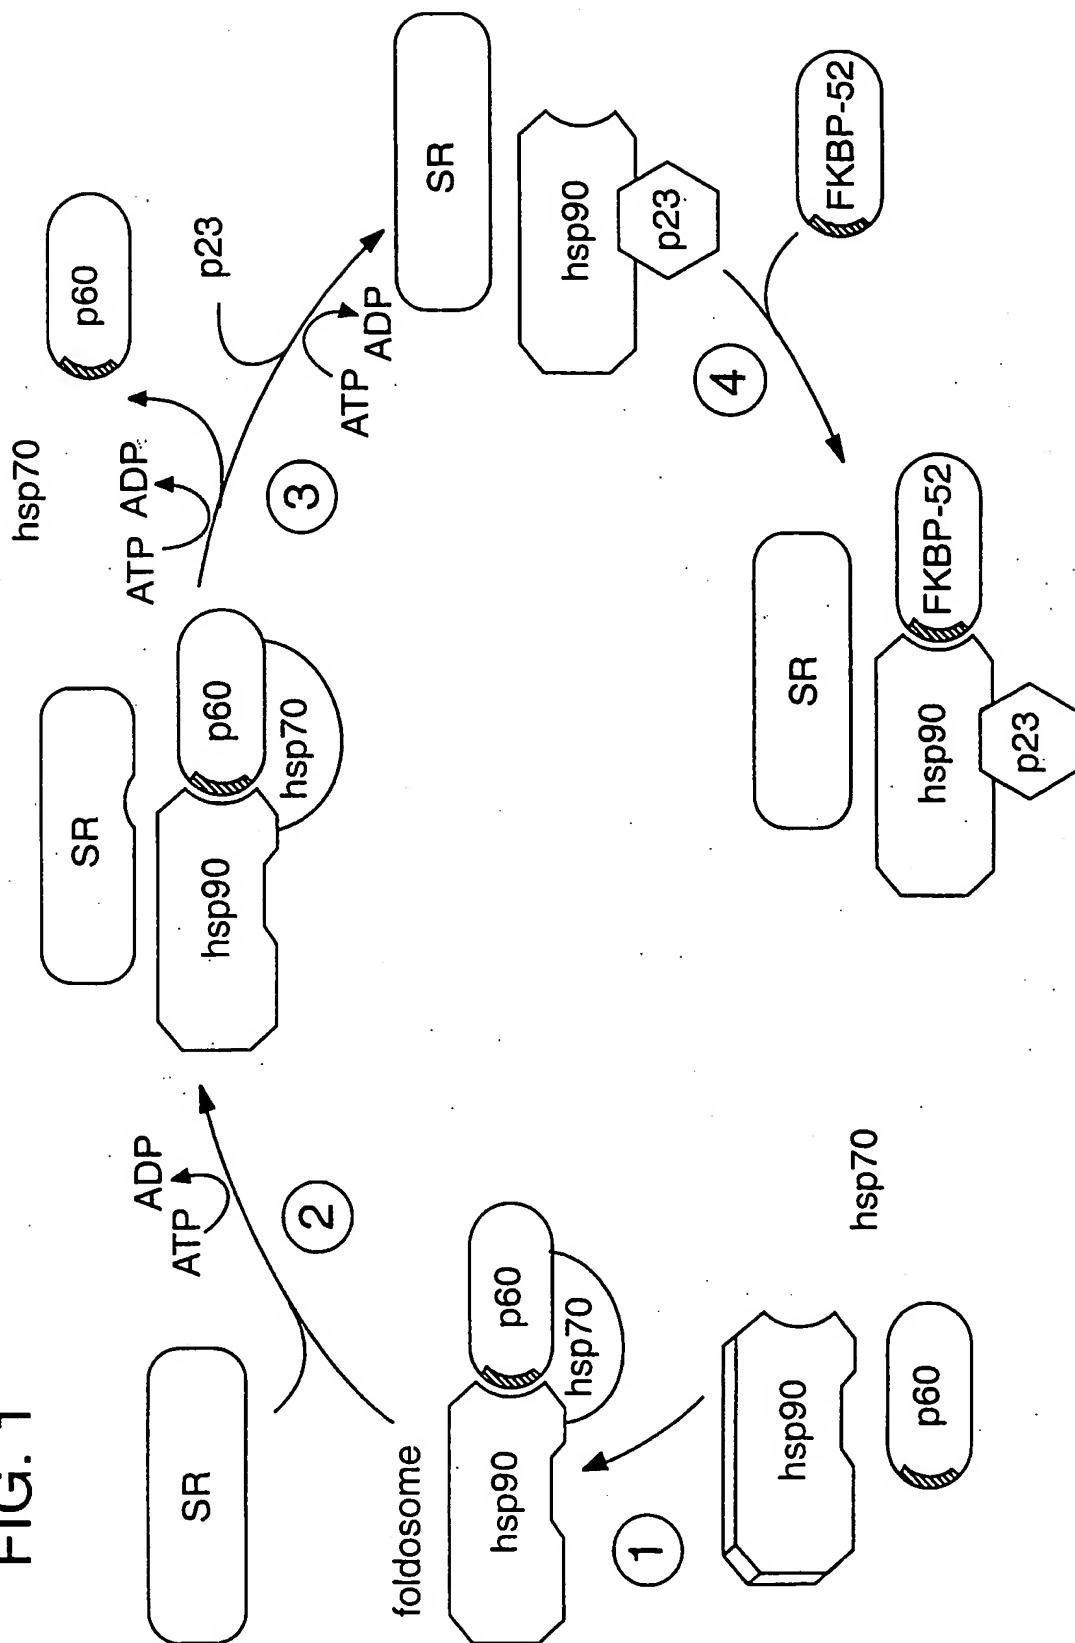 FIG. 1
SR
foldosome
hsp90
p60
hsp70
1
hsp90
p60
hsp70
2
ATP
ADP
SR
hsp90
p60
hsp70
3
ATP
ADP
hsp70
p60
p23
ATP
ADP
SR
hsp90
p23
4
FKBP-52
SR
hsp90
FKBP-52
p23